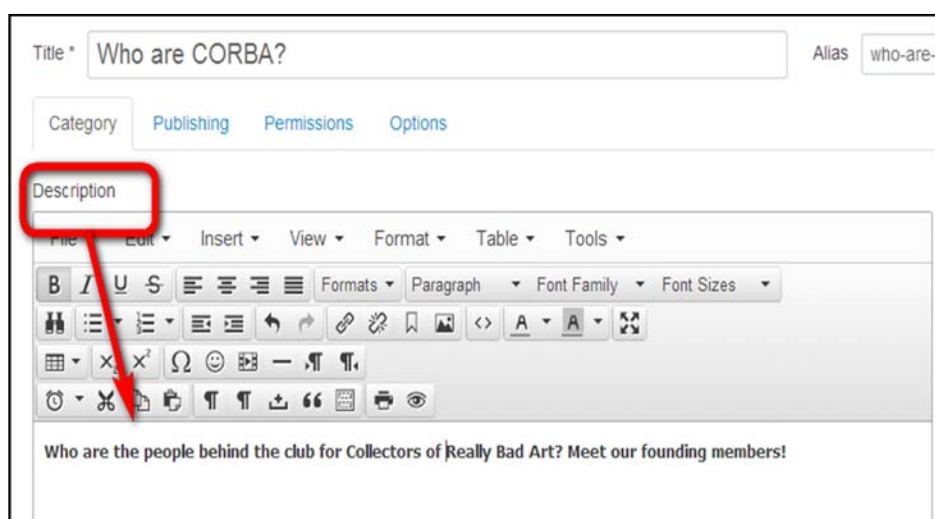 Title * Who are CORBA? Alias who-are-
Category Publishing Permissions Options
Description
File Edit Insert View Format Table Tools
B I U S Formats Paragraph Font Family Font Sizes
A A
Who are the people behind the club for Collectors of Really Bad Art? Meet our founding members!